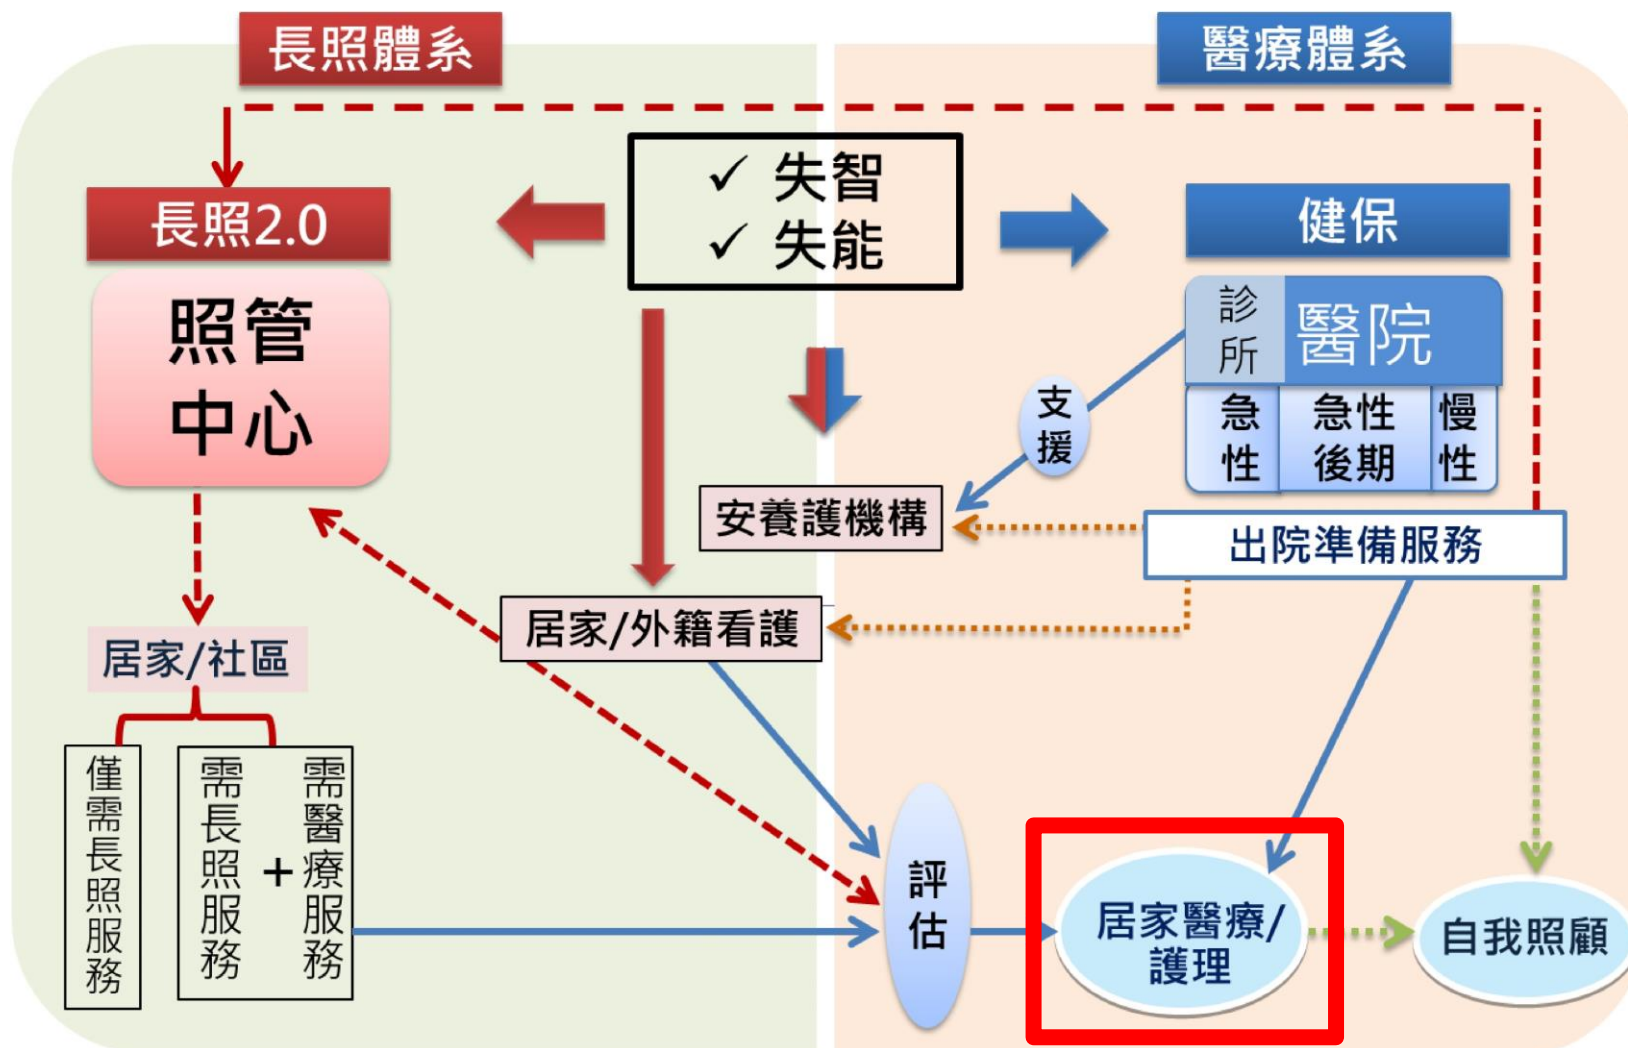 長照體系
醫療體系
✓ 失智
✓ 失能
長照2.0
健保
照管
中心
診所
醫院
急性
急性
後期
慢性
支援
安養護機構
出院準備服務
居家/外籍看護
居家/社區
僅需長照服務
需長照服務
+
需醫療服務
評估
居家醫療/
護理
自我照顧